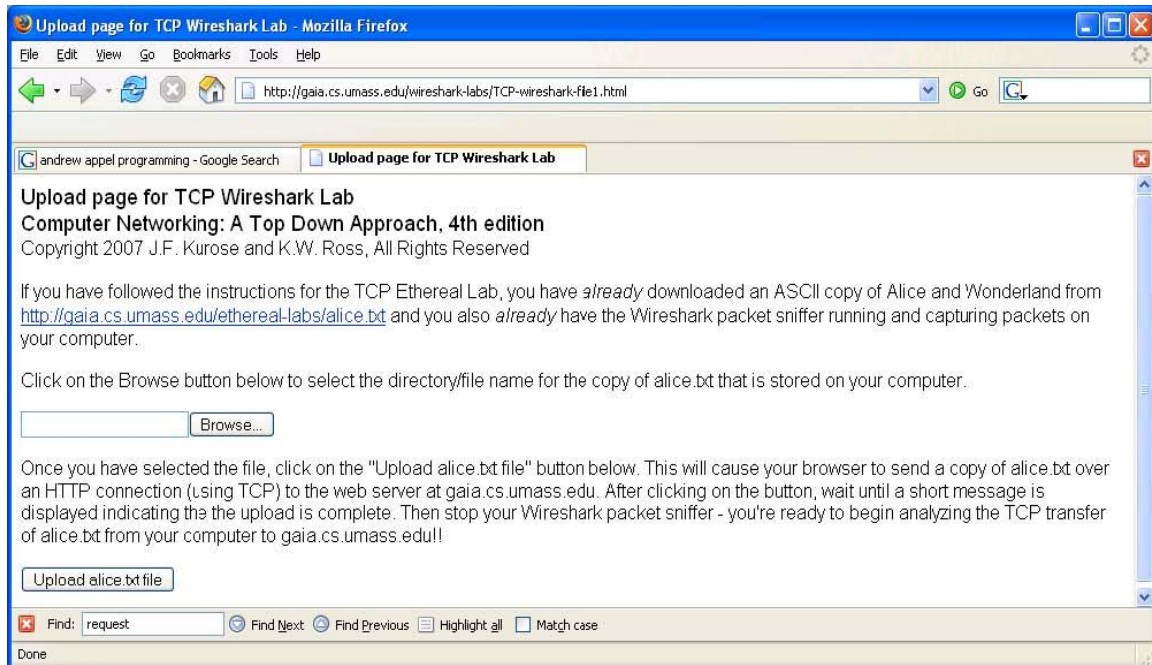 Upload page for TCP Wireshark Lab - Mozilla Firefox
File Edit View Go Bookmarks Tools Help
http://gaia.cs.umass.edu/wireshark-labs/TCP-wireshark-file1.html Go G
G andrew appel programming - Google Search Upload page for TCP Wireshark Lab
Upload page for TCP Wireshark Lab
Computer Networking: A Top Down Approach, 4th edition
Copyright 2007 J.F. Kurose and K.W. Ross, All Rights Reserved
If you have followed the instructions for the TCP Ethereal Lab, you have already downloaded an ASCII copy of Alice and Wonderland from
http://gaia.cs.umass.edu/ethereal-labs/alice.txt and you also already have the Wireshark packet sniffer running and capturing packets on
your computer.
Click on the Browse button below to select the directory/file name for the copy of alice.txt that is stored on your computer.
Browse...
Once you have selected the file, click on the "Upload alice.txt file" button below. This will cause your browser to send a copy of alice.txt over
an HTTP connection (using TCP) to the web server at gaia.cs.umass.edu. After clicking on the button, wait until a short message is
displayed indicating the the upload is complete. Then stop your Wireshark packet sniffer - you're ready to begin analyzing the TCP transfer
of alice.txt from your computer to gaia.cs.umass.edu!!
Upload alice.txt file
Find: request Find Next Find Previous Highlight all Match case
Done